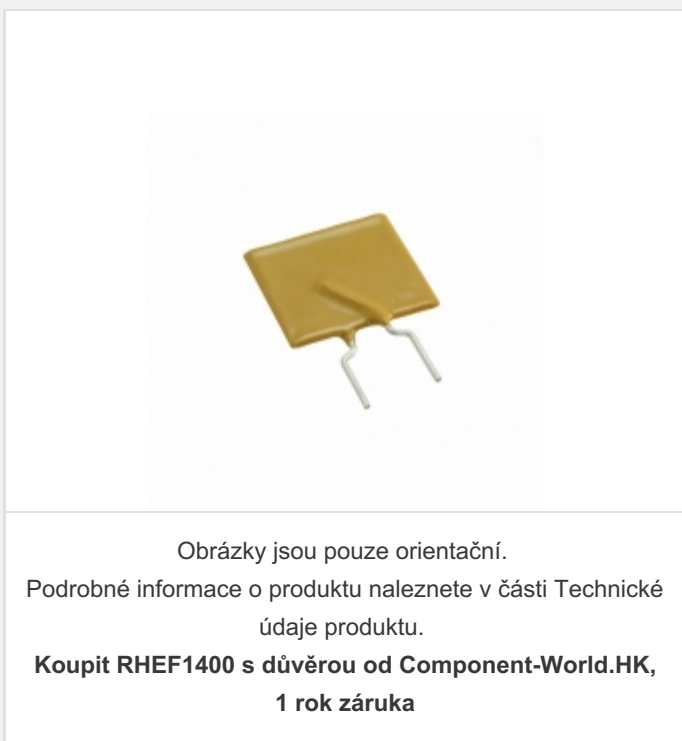 Obrázky jsou pouze orientační.
Podrobné informace o produktu naleznete v části Technické
údaje produktu.
Koupit RHEF1400 s důvěrou od Component-World.HK,
1 rok záruka